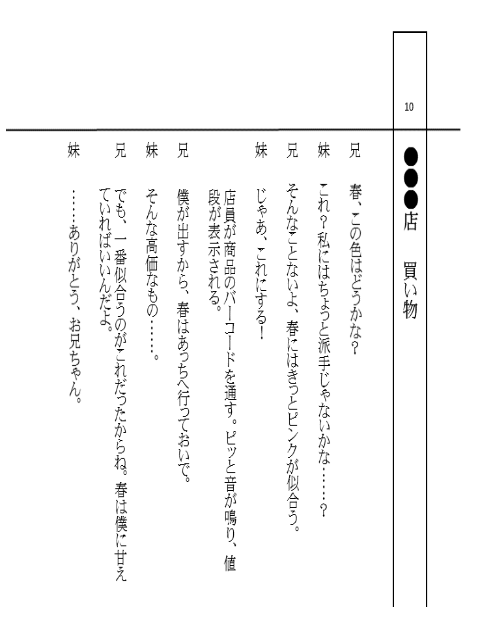 10
●●●店　買い物
兄　春、この色はどうかな？
妹　これ？私にはちょっと派手じゃないかな……？
兄　そんなことないよ、春にはきっとピンクが似合う。
妹　じゃあ、これにする！
店員が商品のバーコードを通す。ピッと音が鳴り、値
段が表示される。
兄　僕が出すから、春はあっちへ行っておいで。
妹　そんな高価なもの……。
兄　でも、一番似合うのがこれだったからね。春は僕に甘え
ていればいいんだよ。
妹　……ありがとう、お兄ちゃん。